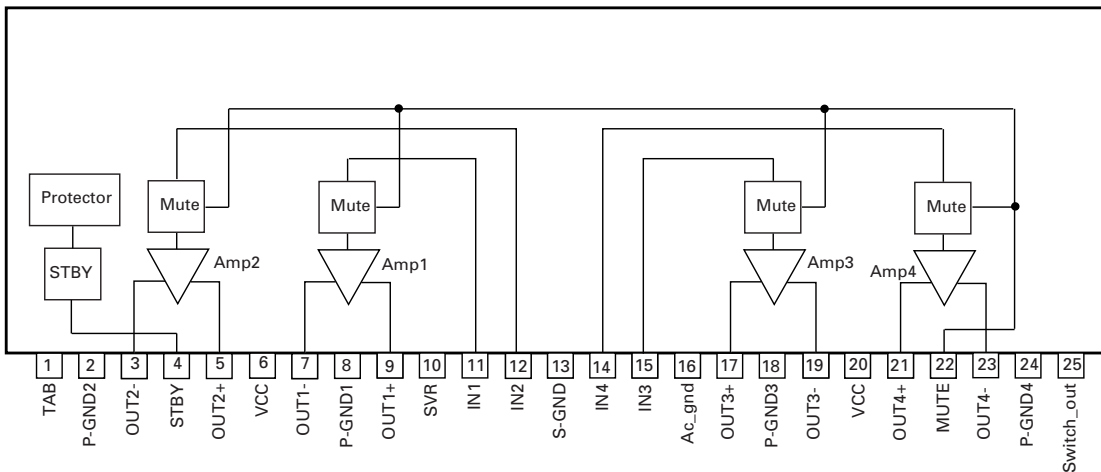 Protector
Mute
Mute
Mute
Mute
STBY
Amp2
Amp1
Amp3
Amp4
1
2
3
4
5
6
7
8
9
10
11
12
13
14
15
16
17
18
19
20
21
22
23
24
25
TAB
P-GND2
OUT2-
STBY
OUT2+
VCC
OUT1-
P-GND1
OUT1+
SVR
IN1
IN2
S-GND
IN4
IN3
Ac_gnd
OUT3+
P-GND3
OUT3-
VCC
OUT4+
MUTE
OUT4-
P-GND4
Switch_out